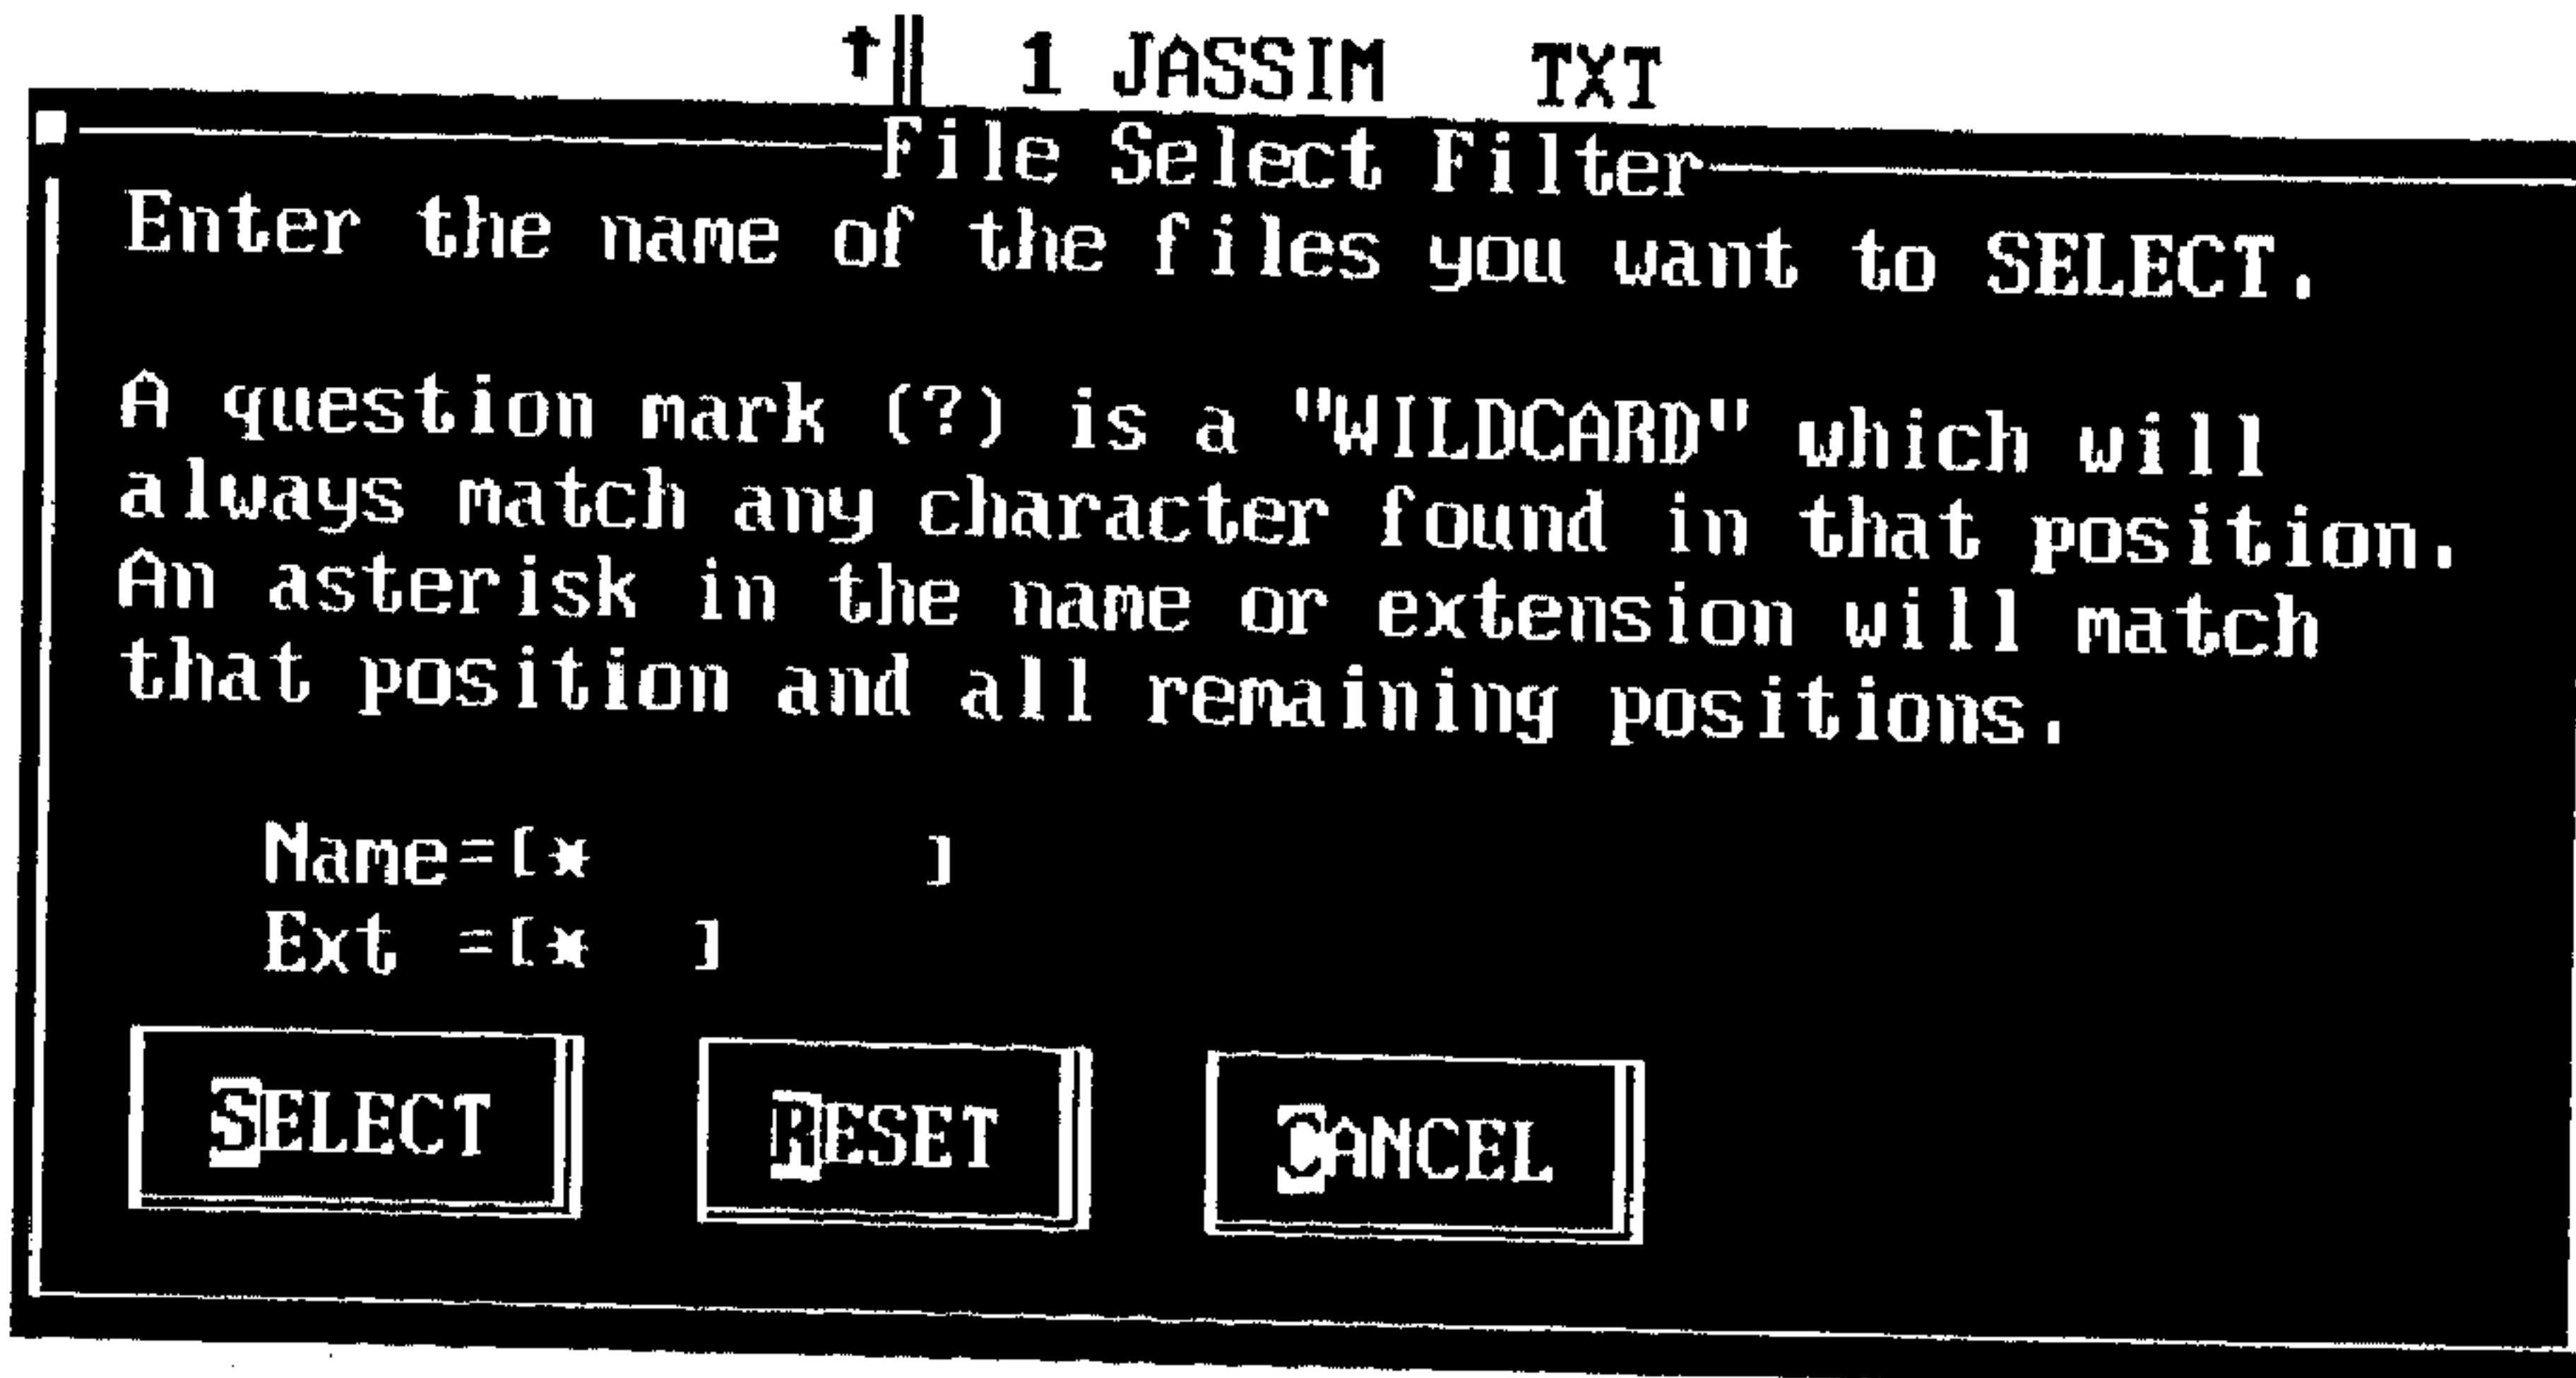 ↑║ 1 JASSIM TXT
File Select Filter
Enter the name of the files you want to SELECT.
A question mark (?) is a "WILDCARD" which will
always match any character found in that position.
An asterisk in the name or extension will match
that position and all remaining positions.
Name=[* ]
Ext =[* ]
SELECT RESET CANCEL